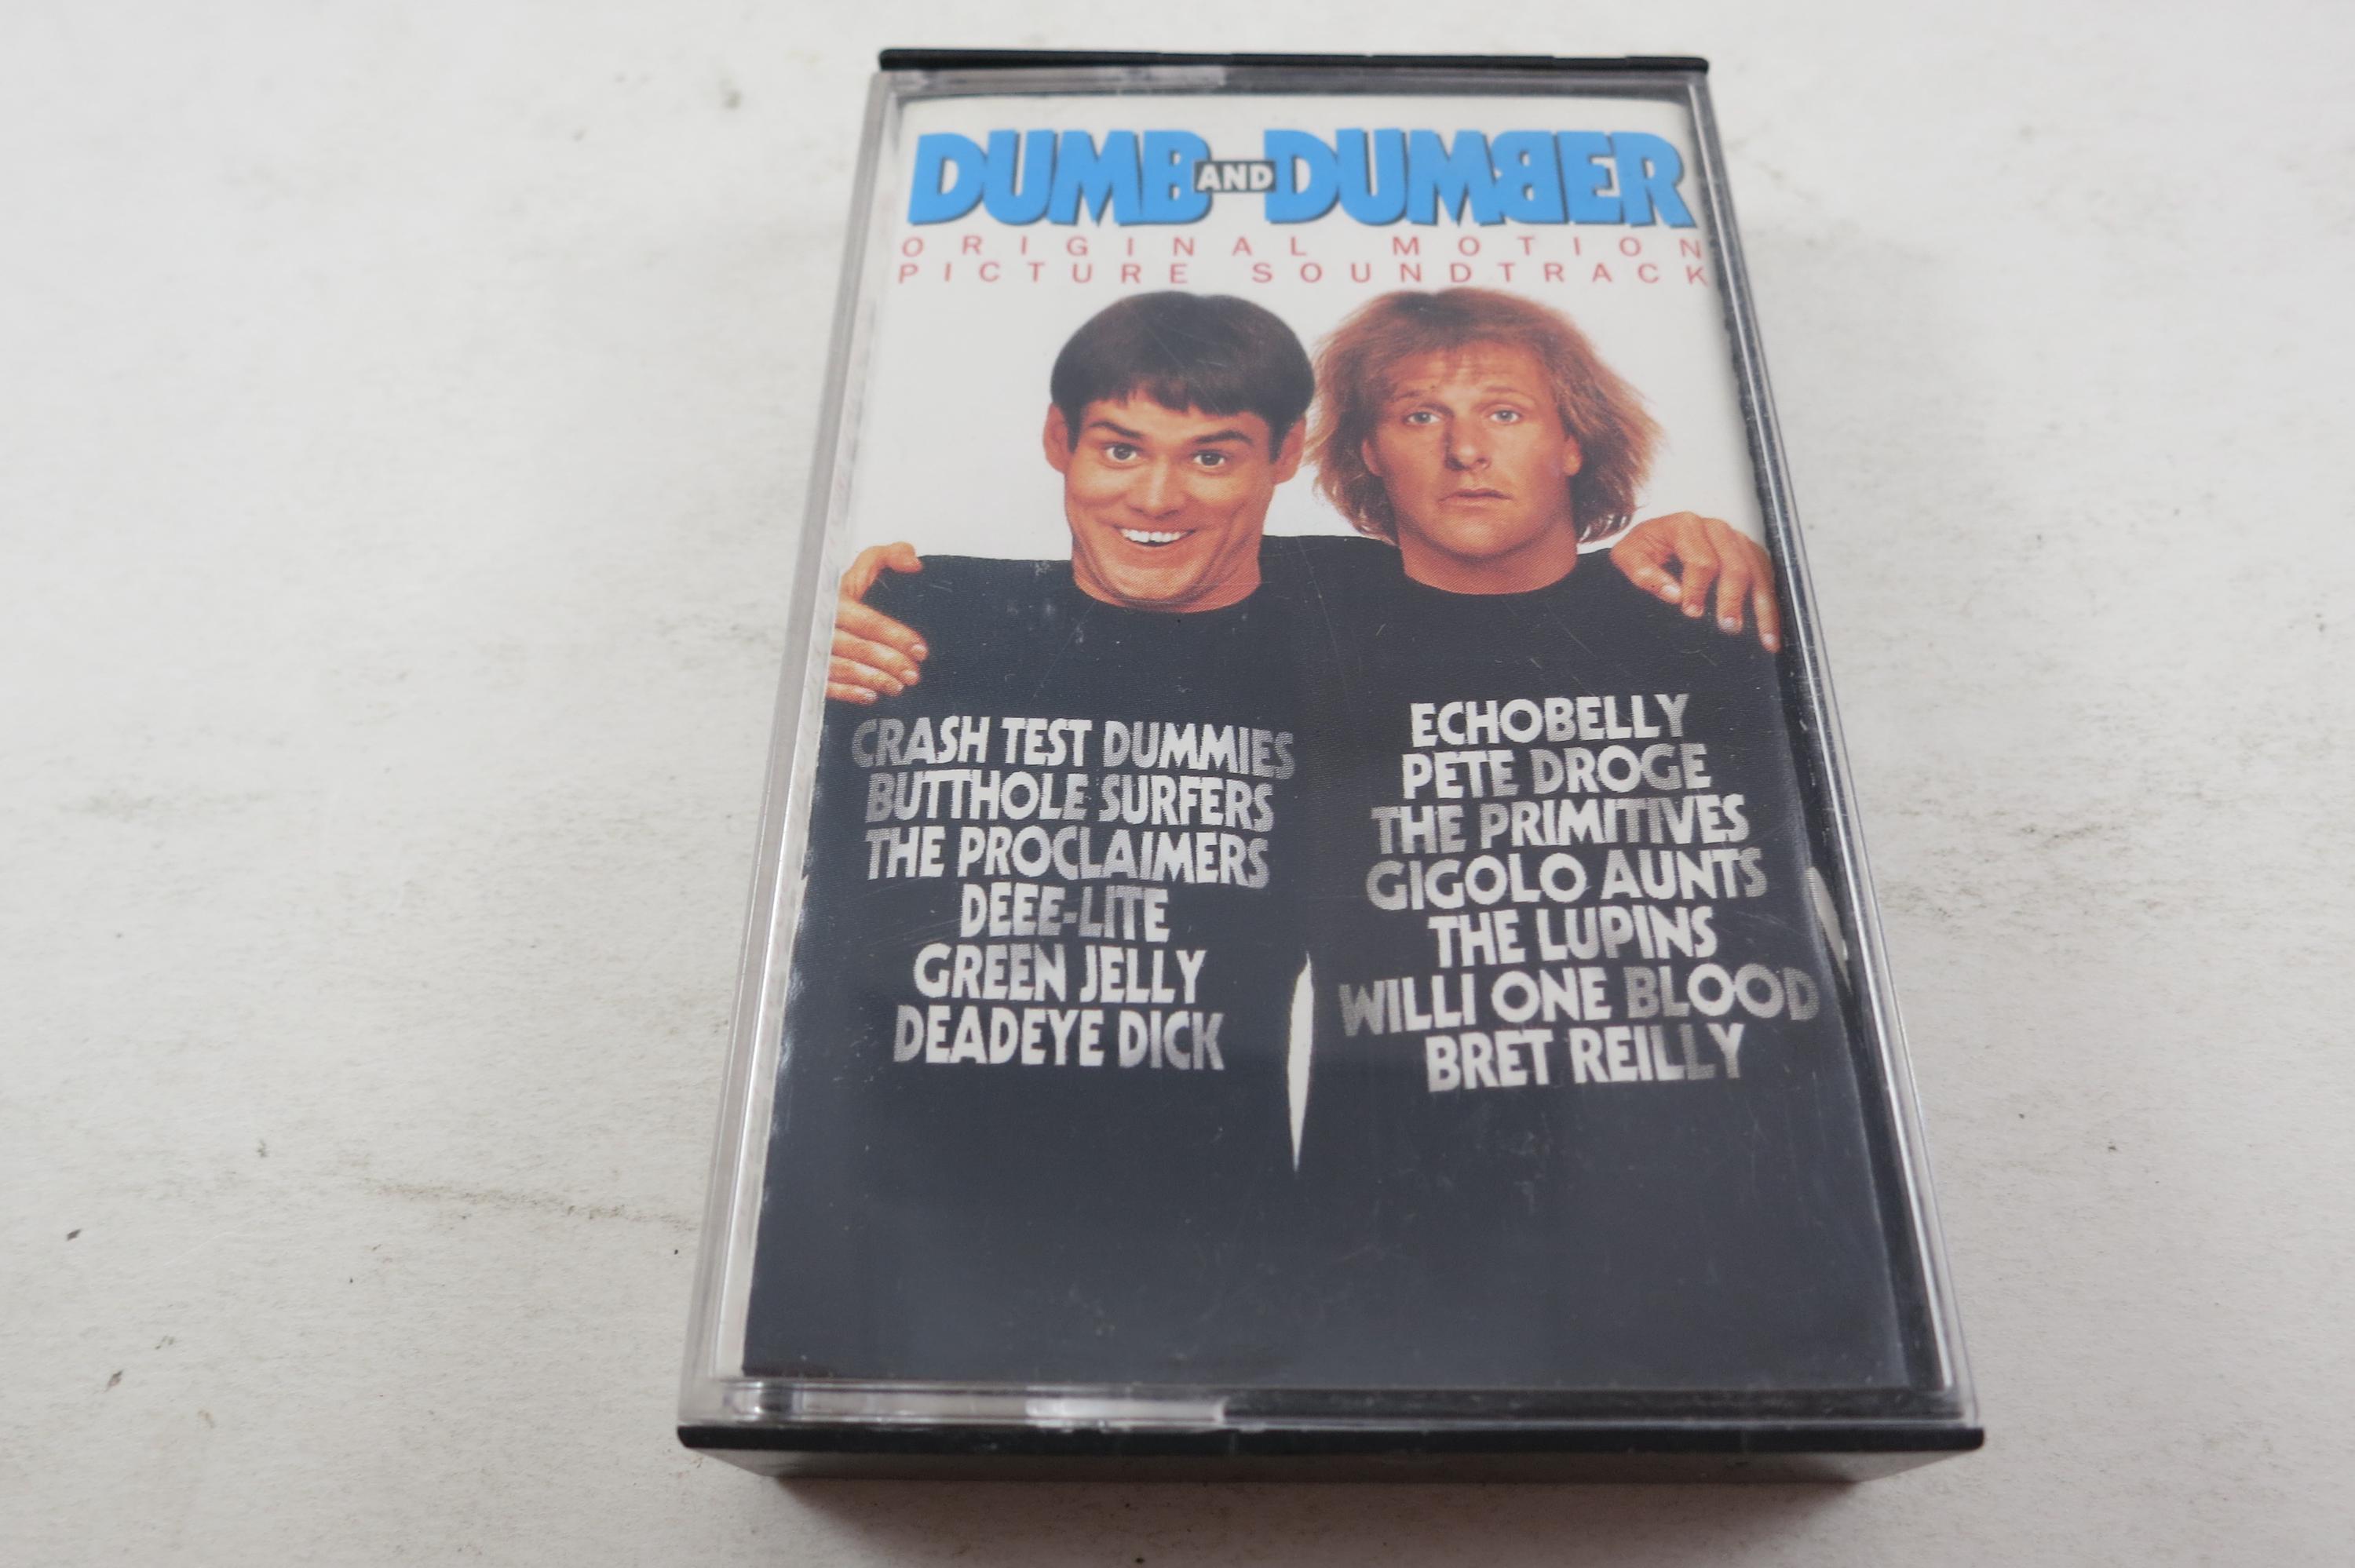 DUMB AND DUMBER
ORIGINAL MOTION
PICTURE SOUNDTRACK
CRASH TEST DUMMIES
BUTTHOLE SURFERS
THE PROCLAIMERS
DEEE-LITE
GREEN JELLY
DEADEYE DICK
ECHOBELLY
PETE DROGE
THE PRIMITIVES
GIGOLO AUNTS
THE LUPINS
WILLI ONE BLOOD
BRET REILLY